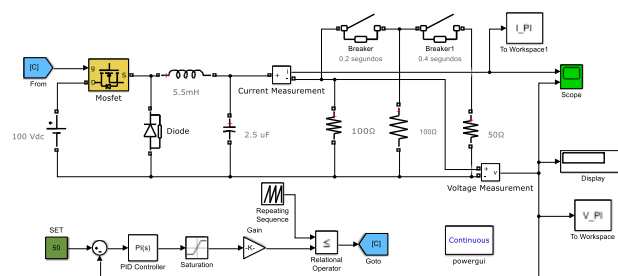 I_PI
To Workspace1
Breaker
0.2 segundos
Breaker1
0.4 segundos
[C]
From
g
D
S
Mosfet
5.5mH
+
-
i
Current Measurement
Scope
100 Vdc
Diode
2.5 uF
100Ω
100Ω
50Ω
+
-
v
Voltage Measurement
Display
Repeating
Sequence
V_PI
To Workspace
SET
50
PI(s)
PID Controller
Saturation
Gain
-K-
≤
Relational
Operator
[C]
Goto
Continuous
powergui